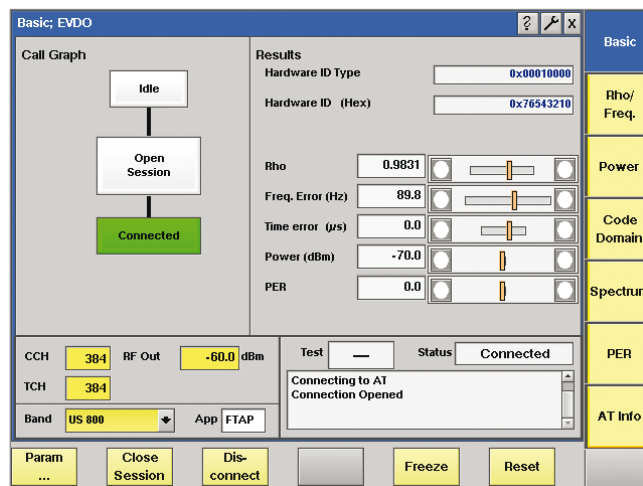 Basic; EVDO
? X
Call Graph
Idle
Open
Session
Connected
Results
Hardware ID Type 0x00010000
Hardware ID (Hex) 0x76543210
Rho 0.9831
Freq. Error (Hz) 89.8
Time error (µs) 0.0
Power (dBm) -70.0
PER 0.0
CCH 384 RF Out -60.0 dBm
TCH 384
Band US 800 App FTAP
Test — Status Connected
Connecting to AT
Connection Opened
Basic
Rho/
Freq.
Power
Code
Domain
Spectrum
PER
AT Info
Param
...
Close
Session
Dis-
connect
Freeze
Reset